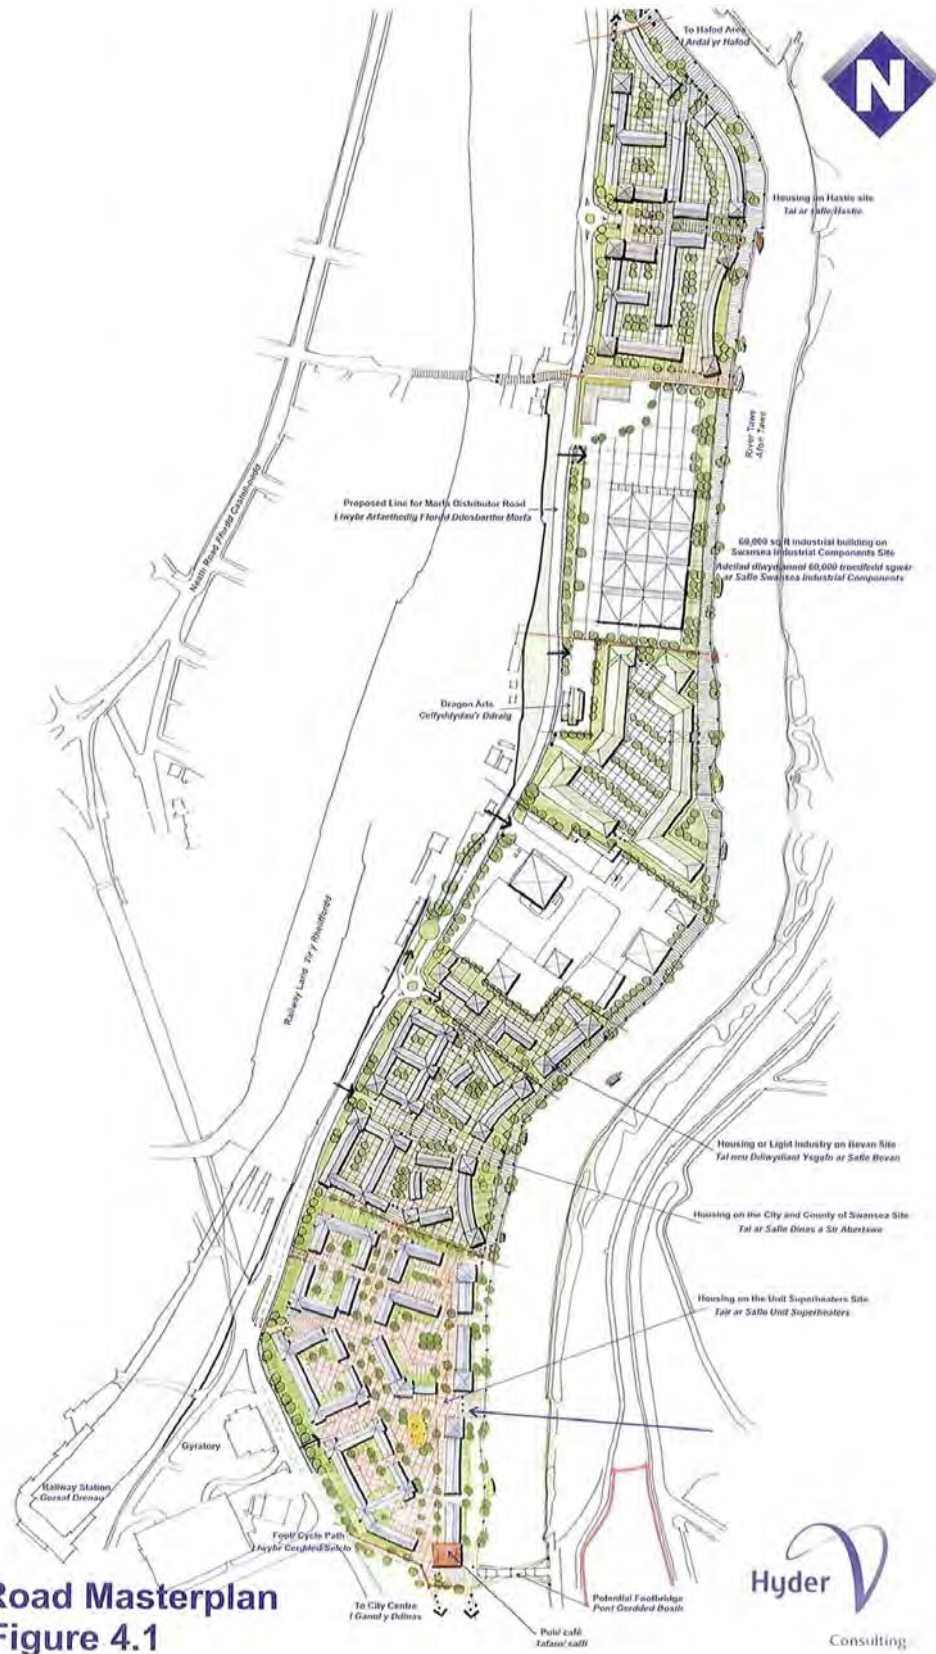 To Hafod Area
I Ardal yr Hafod
N
Housing on Hastie site
Tai ar safle Hastie
River Tawe
Afon Tawe
Neath Road Ffordd Castell-nedd
Proposed Line for Morfa Distributor Road
Llwybr Arfaethedig Ffordd Ddosbarthu Morfa
60,000 sq ft industrial building on
Swansea Industrial Components Site
Adeilad diwydiannol 60,000 troedfedd sgwâr
ar Safle Swansea Industrial Components
Dragon Arts
Celfyddydau'r Ddraig
Railway Land Tir y Rheilffordd
Housing or Light Industry on Bevan Site
Tai neu Ddiwydiant Ysgafn ar Safle Bevan
Housing on the City and County of Swansea Site
Tai ar Safle Dinas a Sir Abertawe
Housing on the Unit Superheaters Site
Tair ar Safle Unit Superheaters
Gyratory
Railway Station
Gorsaf Drenau
Foot/ Cycle Path
Llwybr Cerdded/Seiclo
To City Centre
I Ganol y Ddinas
Potential Footbridge
Pont Gerdded Bosib
Pub/ café
Tafarn/ caffi
Road Masterplan
Figure 4.1
Hyder
Consulting